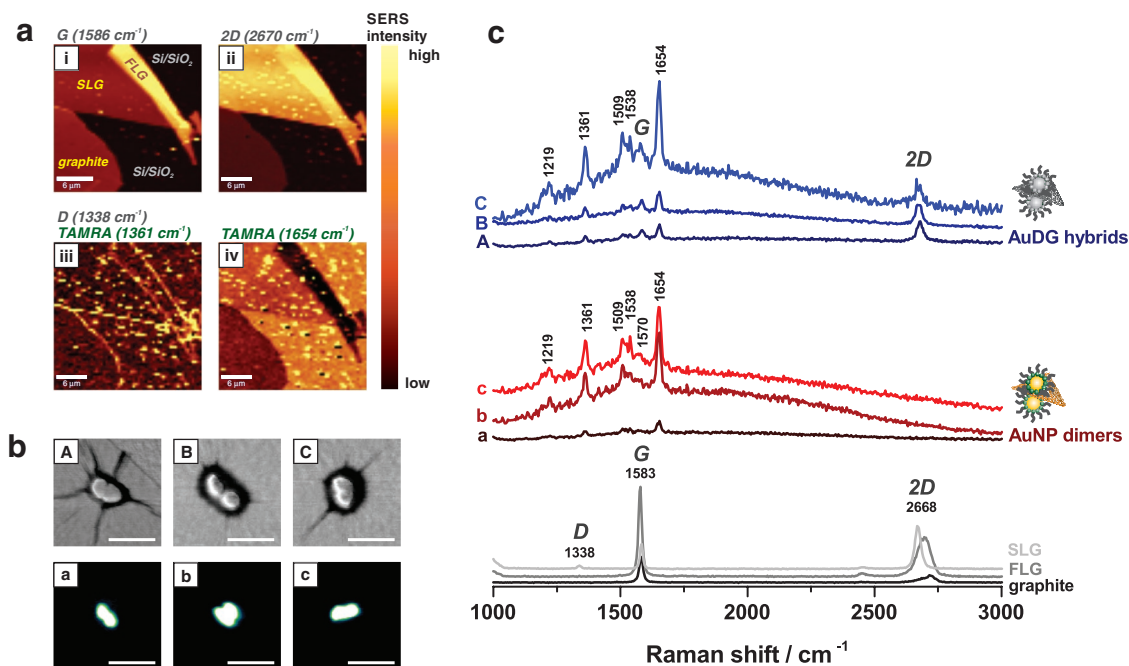 a
G (1586 cm⁻¹)
2D (2670 cm⁻¹)
SERS
intensity
high
low
i
SLG
FLG
Si/SiO₂
graphite
Si/SiO₂
6 µm
ii
6 µm
D (1338 cm⁻¹)
TAMRA (1361 cm⁻¹)
TAMRA (1654 cm⁻¹)
iii
6 µm
iv
6 µm
b
A
B
C
a
b
c
c
1219
1361
1509
1538
G
1654
2D
C
B
A
AuDG hybrids
1219
1361
1509
1538
1570
1654
c
b
a
AuNP dimers
D
1338
G
1583
2D
2668
SLG
FLG
graphite
1000
1500
2000
2500
3000
Raman shift / cm⁻¹